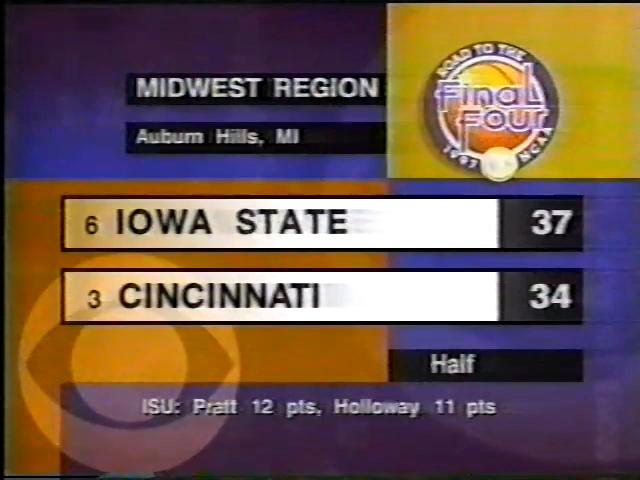 MIDWEST REGION
Auburn Hills, MI
ROAD TO THE
Final
Four
1997
NCAA
6 IOWA STATE 37
3 CINCINNATI 34
Half
ISU: Pratt 12 pts, Holloway 11 pts